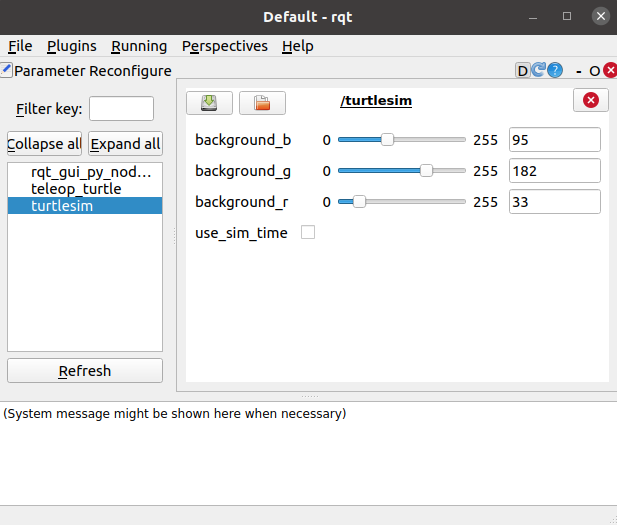 Default - rqt
File Plugins Running Perspectives Help
Parameter Reconfigure
D ? - O
Filter key:
Collapse all Expand all
rqt_gui_py_nod...
teleop_turtle
turtlesim
Refresh
/turtlesim
background_b 0 255 95
background_g 0 255 182
background_r 0 255 33
use_sim_time
(System message might be shown here when necessary)